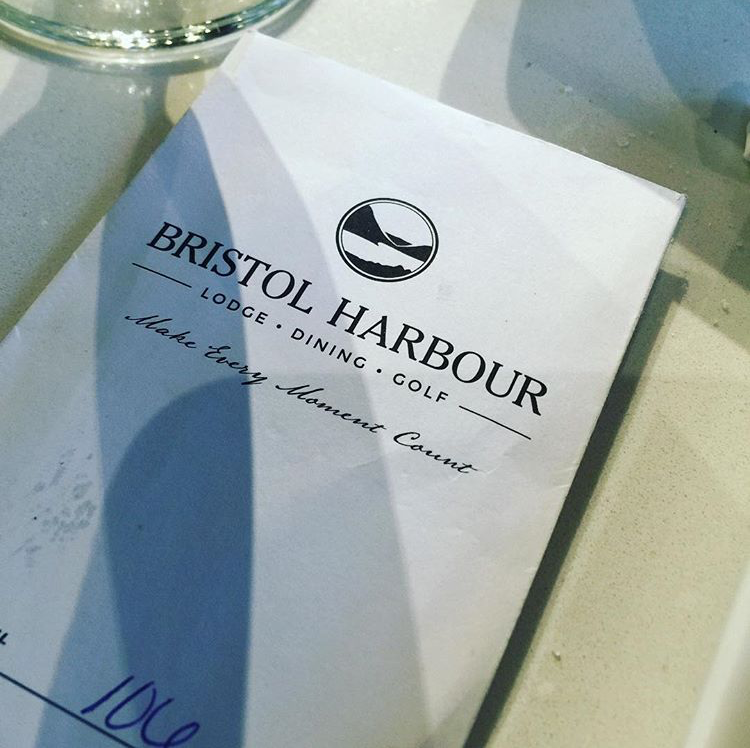 BRISTOL HARBOUR
LODGE • DINING • GOLF
Make Every Moment Count
106